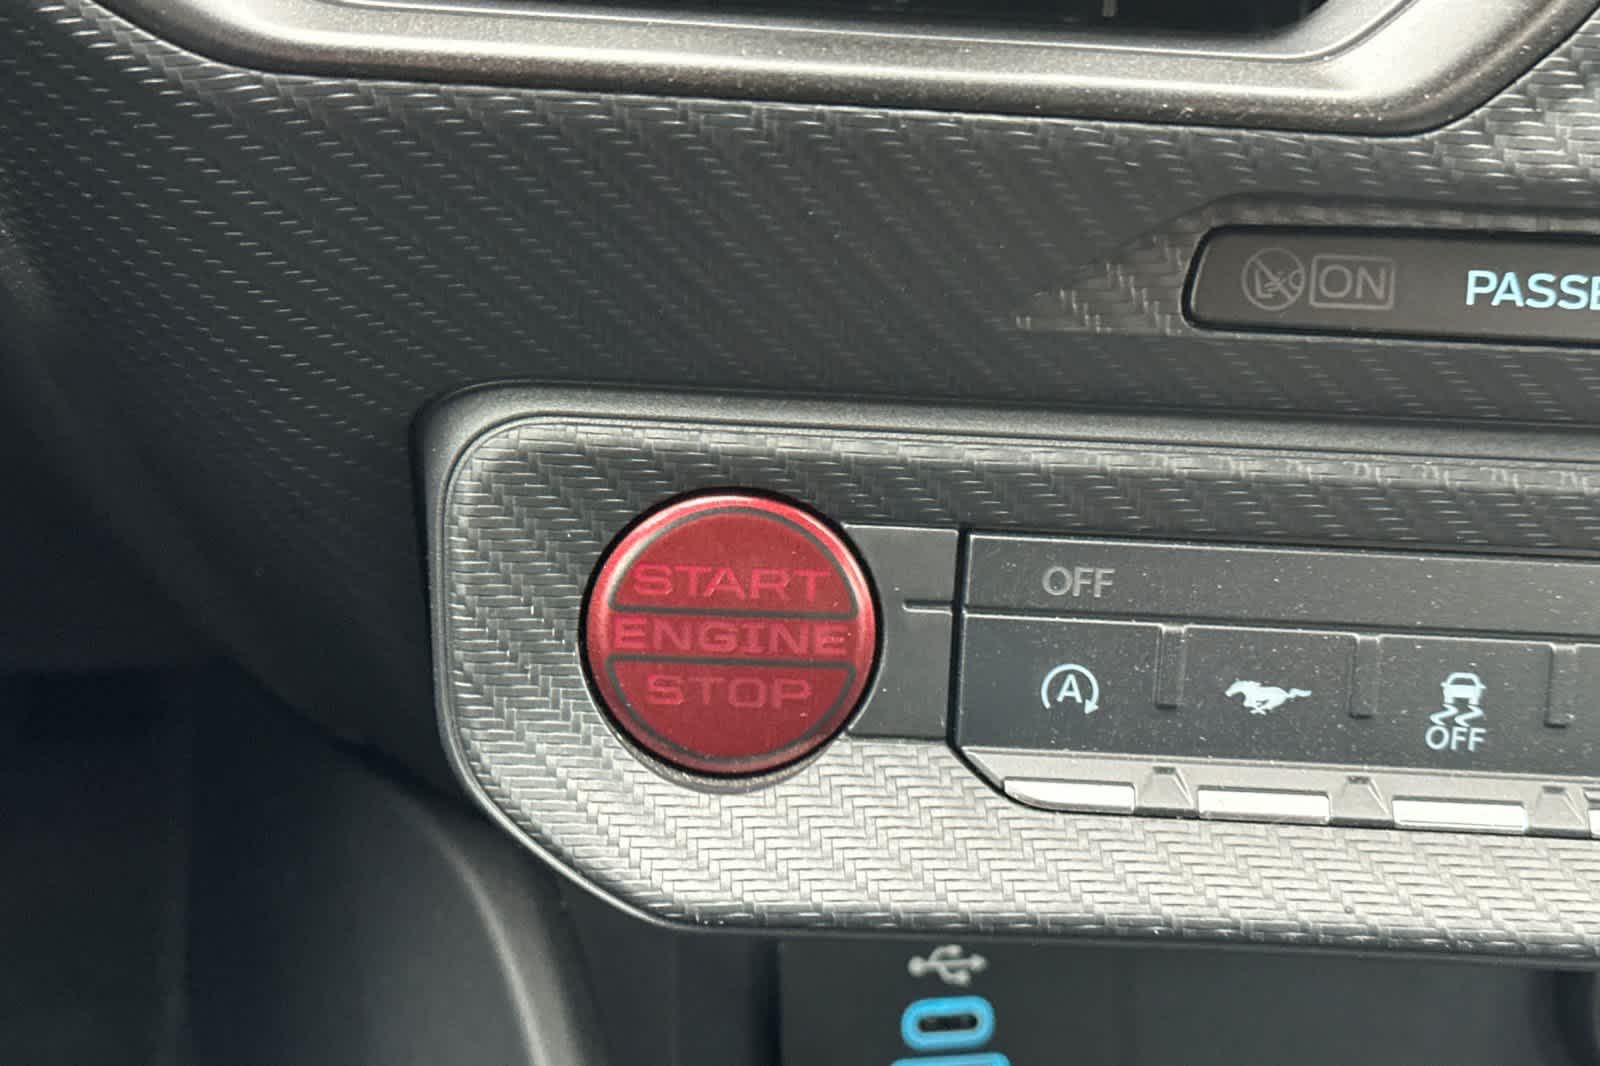 ON PASSE
START
ENGINE
STOP
OFF
A
OFF